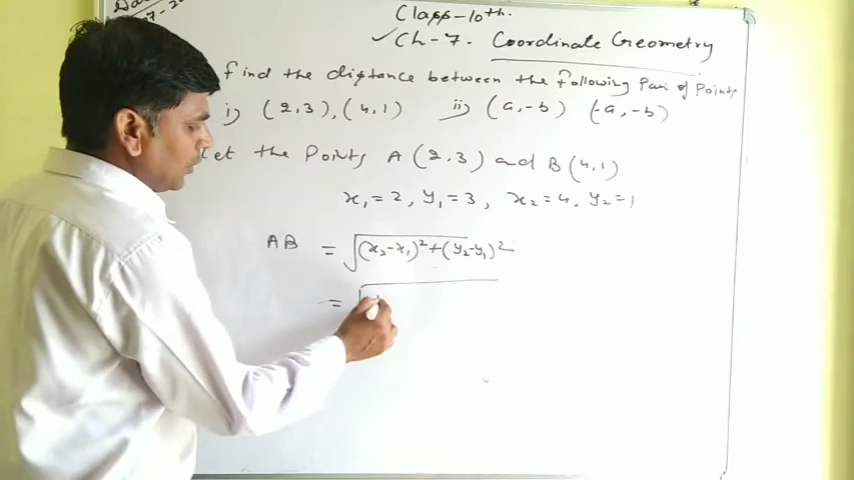 Class-10th.
✓Ch-7. Coordinate Geometry
find the distance between the following Pair of Points
i) (2,3),(4,1) ii) (a,-b) (-a,-b)
Let the Points A(2,3) and B(4,1)
x₁=2, y₁=3, x₂=4, y₂=1
AB = √(x₂-x₁)²+(y₂-y₁)²
= √